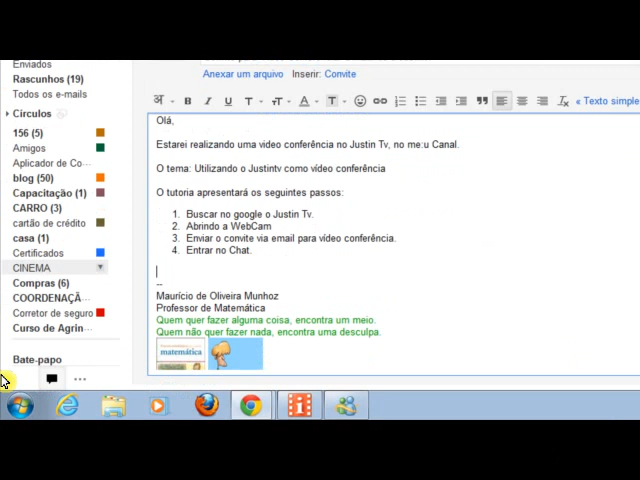 Enviados
Rascunhos (19)
Todos os e-mails
Círculos
156 (5)
Amigos
Aplicador de Co...
blog (50)
Capacitação (1)
CARRO (3)
cartão de crédito
casa (1)
Certificados
CINEMA
Compras (6)
COORDENAÇÃ...
Corretor de seguro
Curso de Agrin...
Bate-papo
Anexar um arquivo Inserir: Convite
अ B I U T тT A T « Texto simple
Olá,
Estarei realizando uma video conferência no Justin Tv, no me:u Canal.
O tema: Utilizando o Justintv como vídeo conferência
O tutoria apresentará os seguintes passos:
1. Buscar no google o Justin Tv.
2. Abrindo a WebCam
3. Enviar o convite via email para vídeo conferência.
4. Entrar no Chat.
--
Maurício de Oliveira Munhoz
Professor de Matemática
Quem quer fazer alguma coisa, encontra um meio.
Quem não quer fazer nada, encontra uma desculpa.
matemática